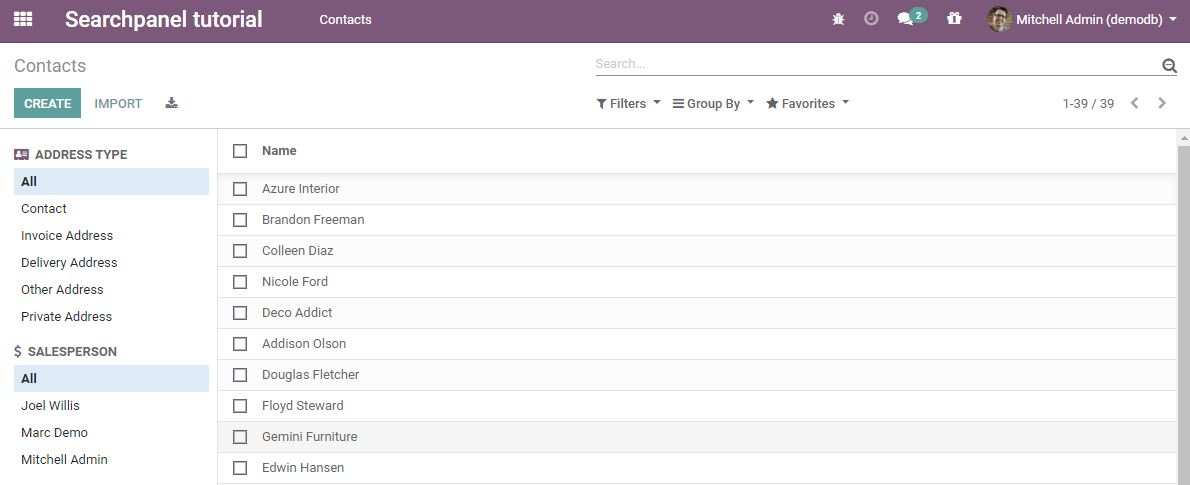 Searchpanel tutorial Contacts 2 Mitchell Admin (demodb)
Contacts Search...
CREATE IMPORT Filters Group By Favorites 1-39 / 39
ADDRESS TYPE
All
Contact
Invoice Address
Delivery Address
Other Address
Private Address
SALESPERSON
All
Joel Willis
Marc Demo
Mitchell Admin
Name
Azure Interior
Brandon Freeman
Colleen Diaz
Nicole Ford
Deco Addict
Addison Olson
Douglas Fletcher
Floyd Steward
Gemini Furniture
Edwin Hansen